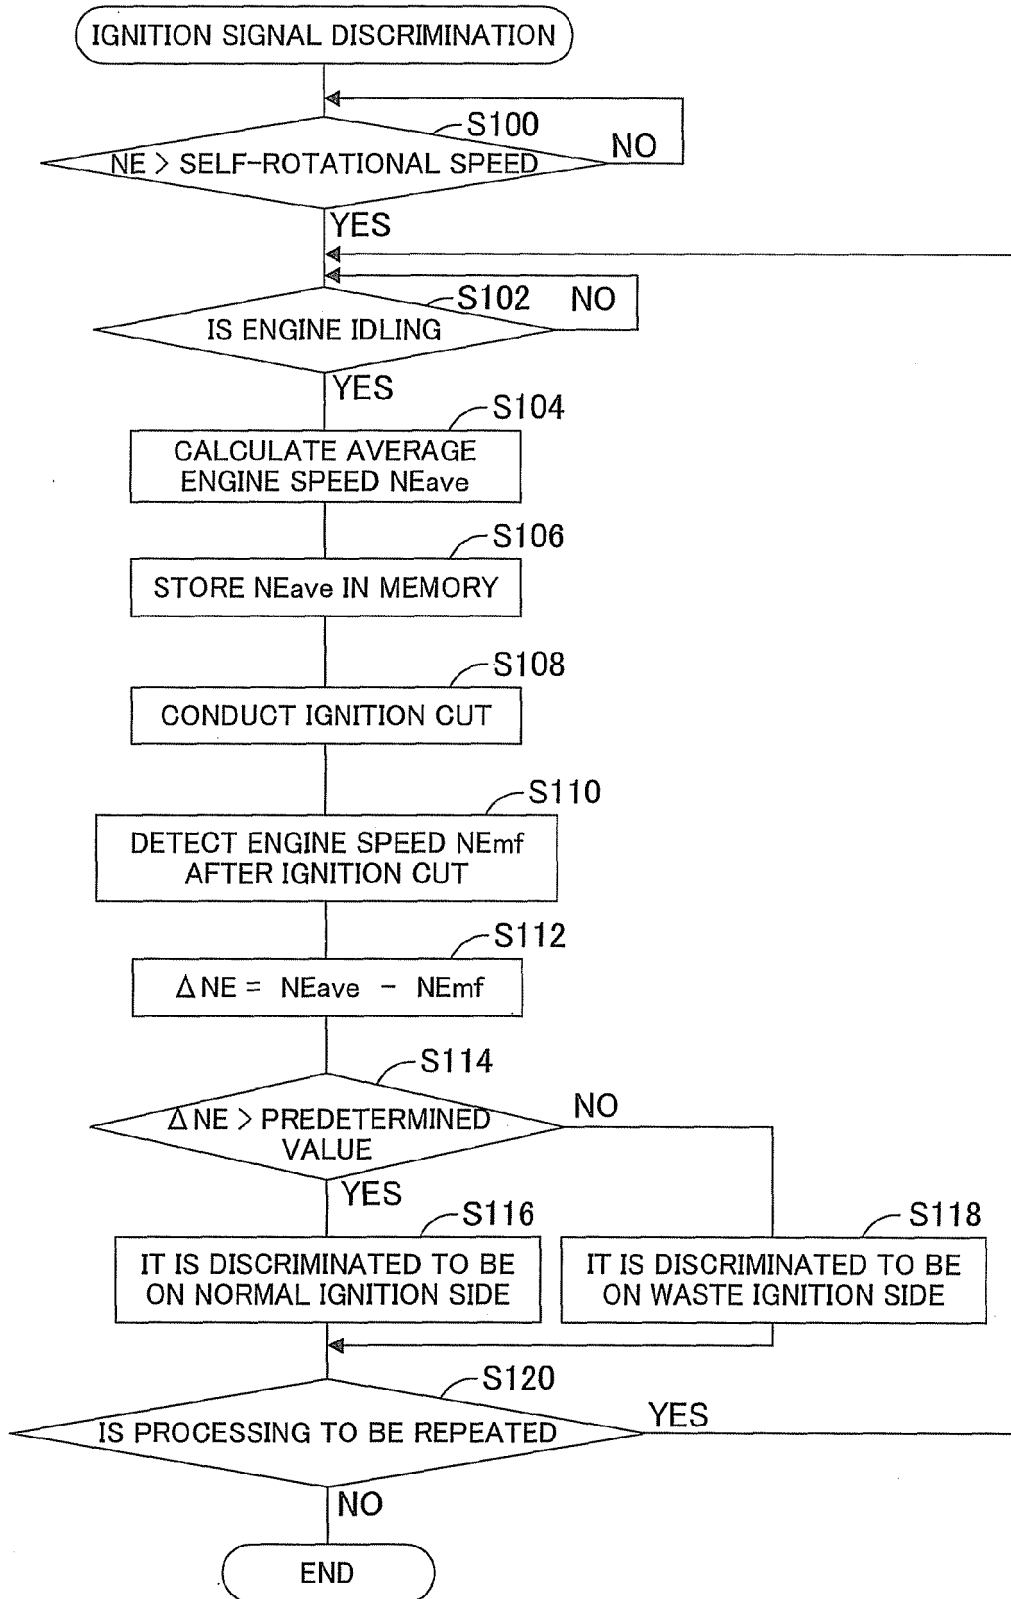 IGNITION SIGNAL DISCRIMINATION
S100
NE > SELF-ROTATIONAL SPEED
NO
YES
S102
NO
IS ENGINE IDLING
YES
S104
CALCULATE AVERAGE
ENGINE SPEED NEave
S106
STORE NEave IN MEMORY
S108
CONDUCT IGNITION CUT
S110
DETECT ENGINE SPEED NEmf
AFTER IGNITION CUT
S112
ΔNE = NEave - NEmf
S114
ΔNE > PREDETERMINED
VALUE
NO
YES
S116
IT IS DISCRIMINATED TO BE
ON NORMAL IGNITION SIDE
S118
IT IS DISCRIMINATED TO BE
ON WASTE IGNITION SIDE
S120
IS PROCESSING TO BE REPEATED
YES
NO
END